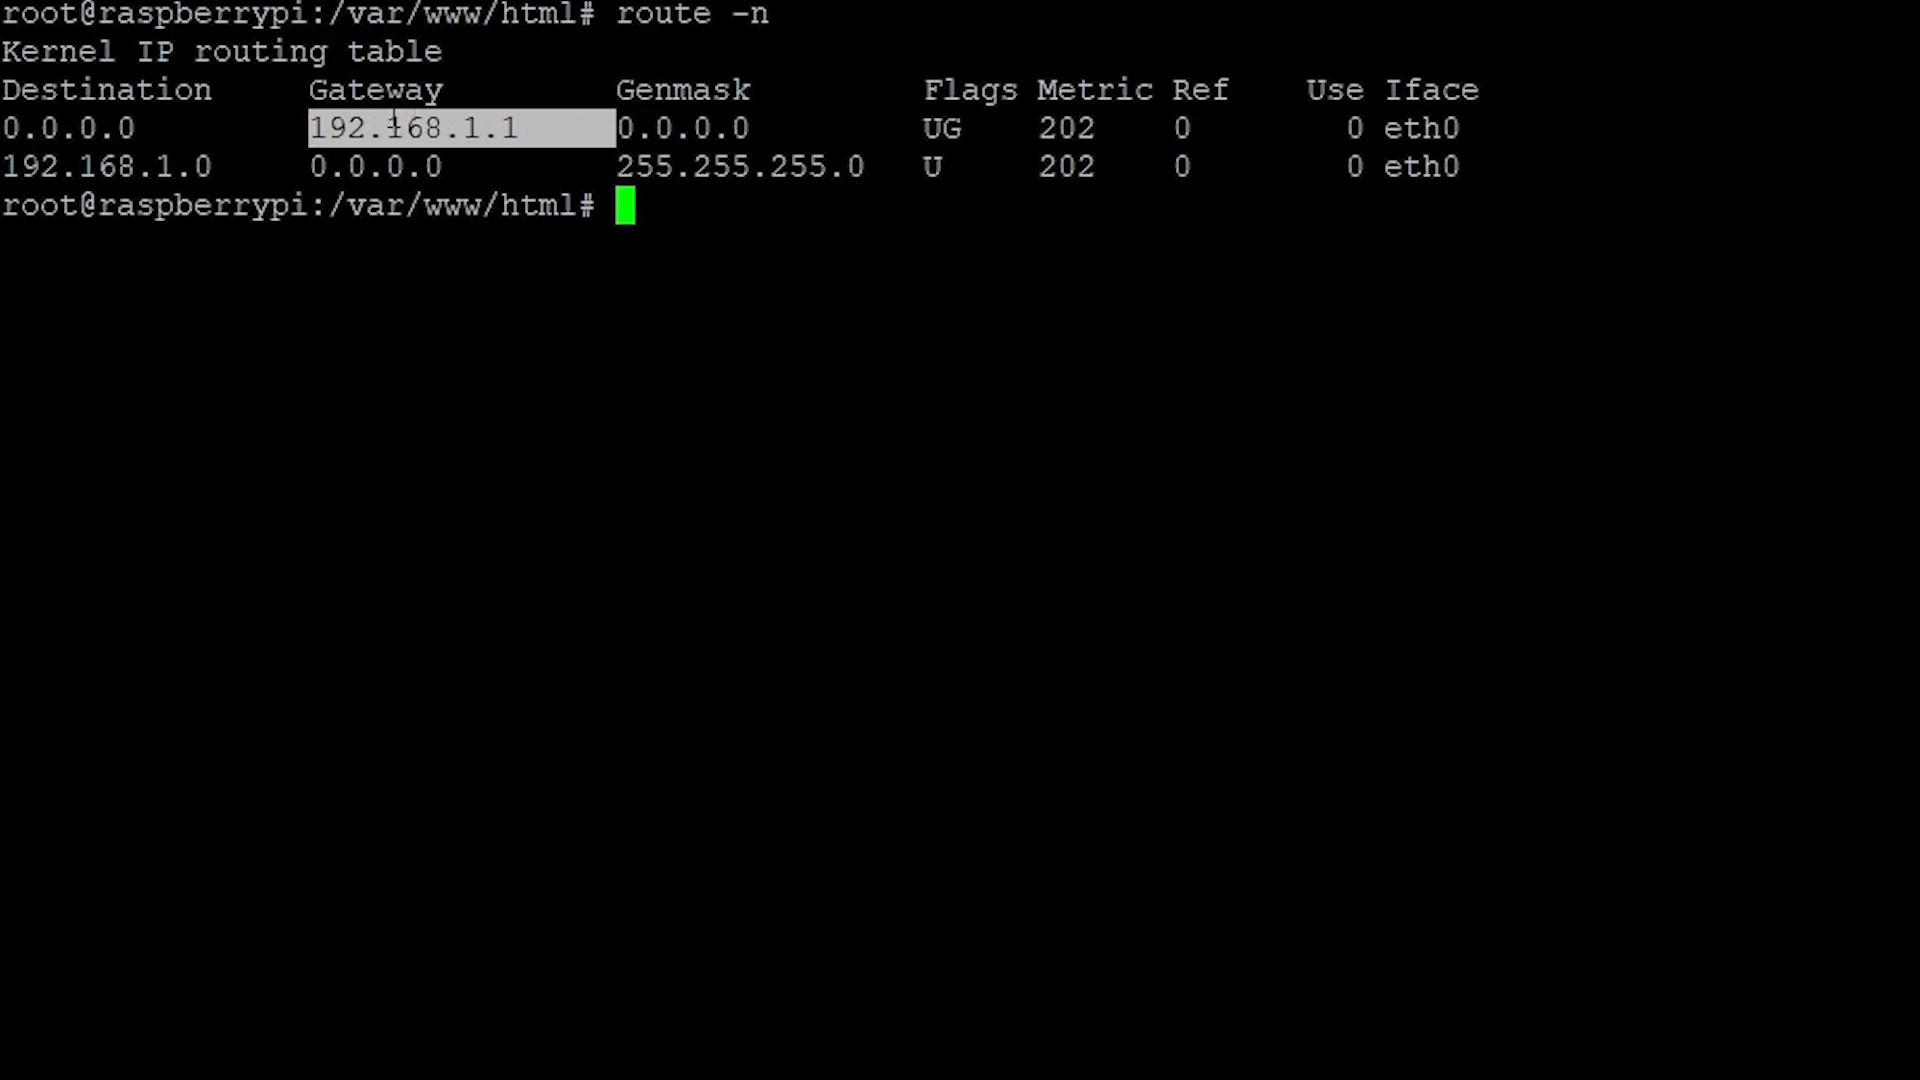 root@raspberrypi:/var/www/html# route -n
Kernel IP routing table
Destination     Gateway         Genmask         Flags Metric Ref    Use Iface
0.0.0.0         192.168.1.1     0.0.0.0         UG    202    0        0 eth0
192.168.1.0     0.0.0.0         255.255.255.0   U     202    0        0 eth0
root@raspberrypi:/var/www/html#